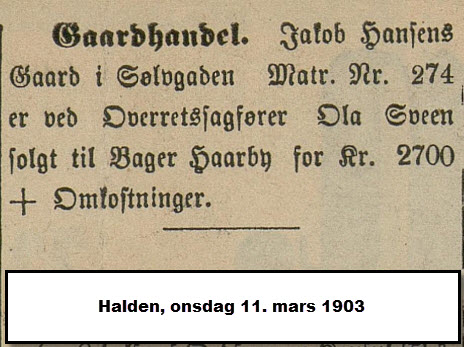 Gaardhandel. Jakob Hansens
Gaard i Sølvgaden Matr. Nr. 274
er ved Overretssagfører Ola Sveen
solgt til Bager Haarby for Kr. 2700
+ Omkostninger.
Halden, onsdag 11. mars 1903